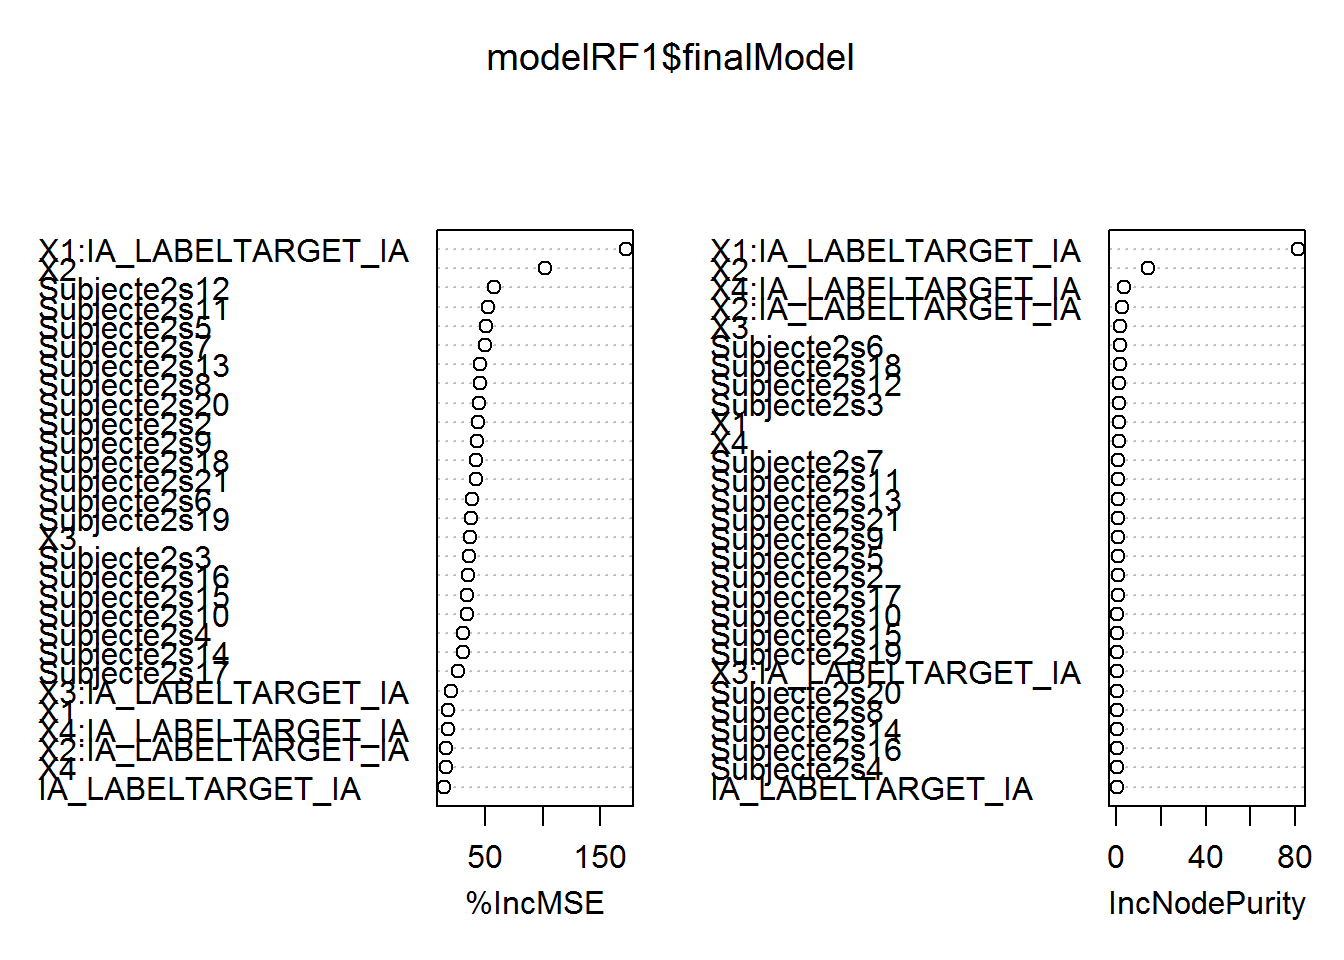 modelRF1$finalModel
X1:IA_LABELTARGET_IA
X2
Subjecte2s12
Subjecte2s11
Subjecte2s5
Subjecte2s7
Subjecte2s13
Subjecte2s8
Subjecte2s20
Subjecte2s2
Subjecte2s9
Subjecte2s18
Subjecte2s21
Subjecte2s6
Subjecte2s19
X3
Subjecte2s3
Subjecte2s16
Subjecte2s15
Subjecte2s10
Subjecte2s4
Subjecte2s14
Subjecte2s17
X3:IA_LABELTARGET_IA
X1
X4:IA_LABELTARGET_IA
X2:IA_LABELTARGET_IA
X4
IA_LABELTARGET_IA
50 150
%IncMSE
X1:IA_LABELTARGET_IA
X2
X4:IA_LABELTARGET_IA
X2:IA_LABELTARGET_IA
X3
Subjecte2s6
Subjecte2s18
Subjecte2s12
Subjecte2s3
X1
X4
Subjecte2s7
Subjecte2s11
Subjecte2s13
Subjecte2s21
Subjecte2s9
Subjecte2s5
Subjecte2s2
Subjecte2s17
Subjecte2s10
Subjecte2s15
Subjecte2s19
X3:IA_LABELTARGET_IA
Subjecte2s20
Subjecte2s8
Subjecte2s14
Subjecte2s16
Subjecte2s4
IA_LABELTARGET_IA
0 40 80
IncNodePurity